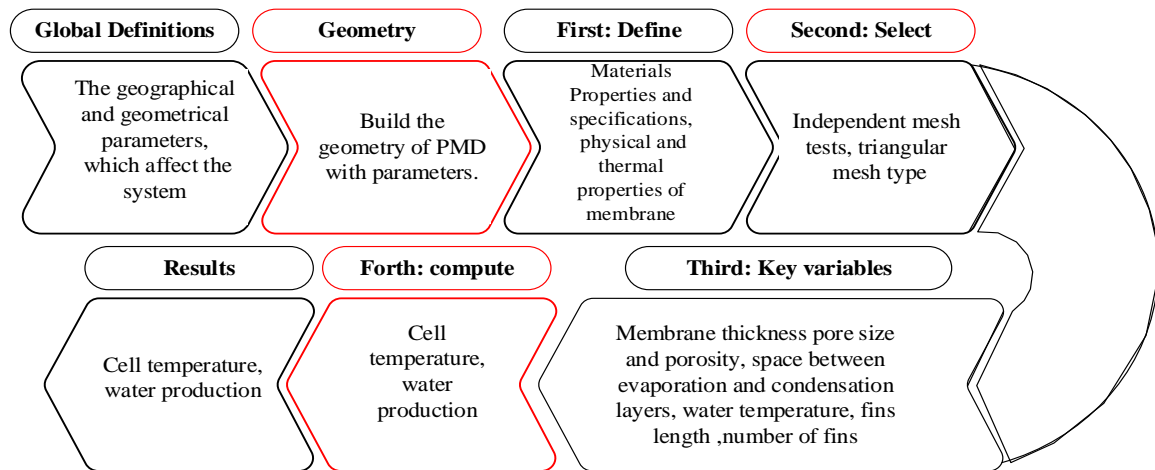 Global Definitions
The geographical
and geometrical
parameters,
which affect the
system
Geometry
Build the
geometry of PMD
with parameters.
First: Define
Materials
Properties and
specifications,
physical and
thermal
properties of
membrane
Second: Select
Independent mesh
tests, triangular
mesh type
Third: Key variables
Membrane thickness pore size
and porosity, space between
evaporation and condensation
layers, water temperature, fins
length ,number of fins
Forth: compute
Cell
temperature,
water
production
Results
Cell temperature,
water production